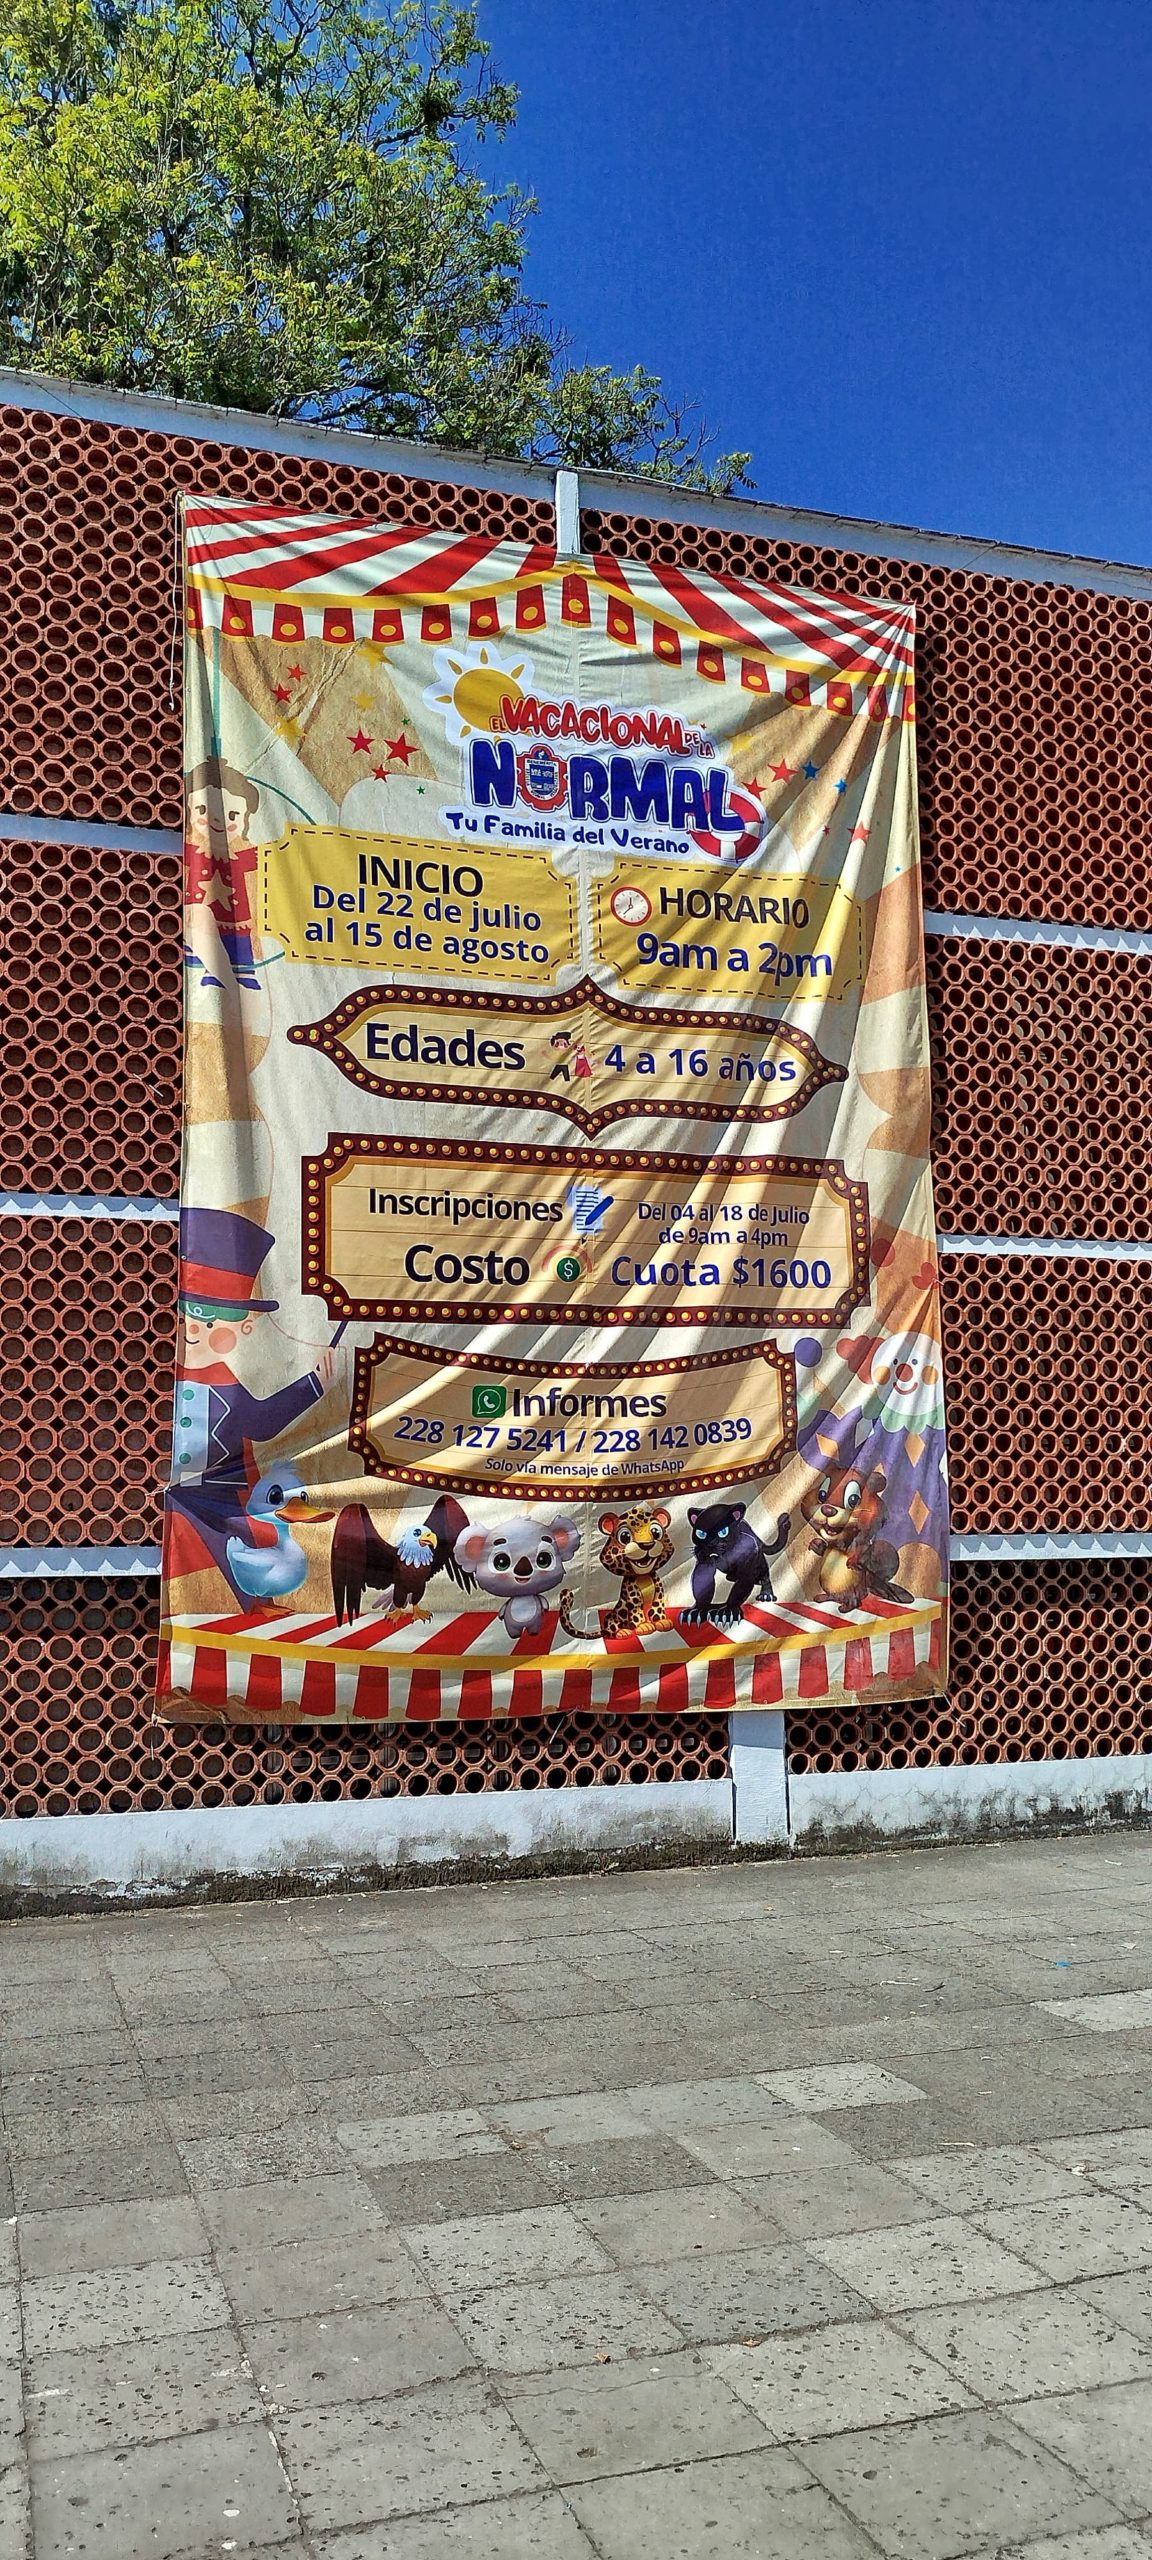 EL VACACIONAL DE LA
NORMAL
Tu Familia del Verano
INICIO
Del 22 de julio
al 15 de agosto
HORARIO
9am a 2pm
Edades 4 a 16 años
Inscripciones Del 04 al 18 de Julio
de 9am a 4pm
Costo $ Cuota $1600
Informes
228 127 5241 / 228 142 0839
Solo vía mensaje de WhatsApp